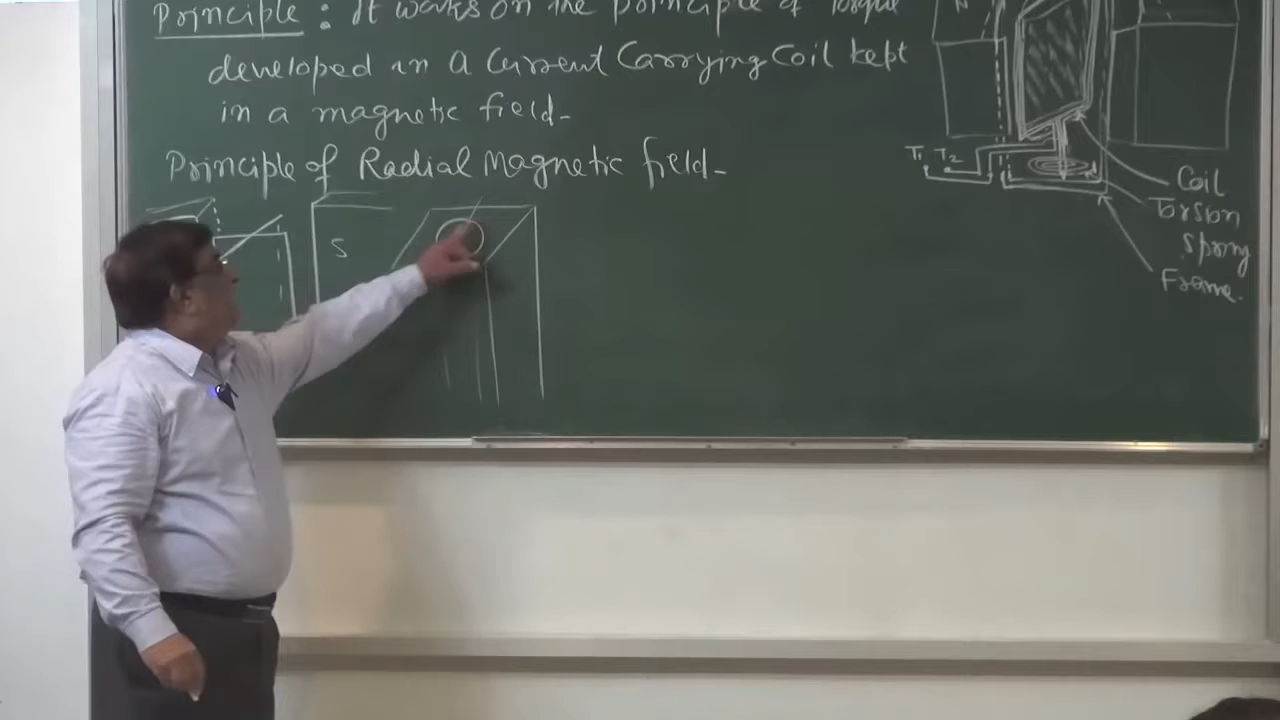 Principle : It works on the principle of Torque
developed in a Current Carrying Coil kept
in a magnetic field-
Principle of Radial Magnetic field-
S
N
T1 T2
Coil
Torsion
Spring
Frame.